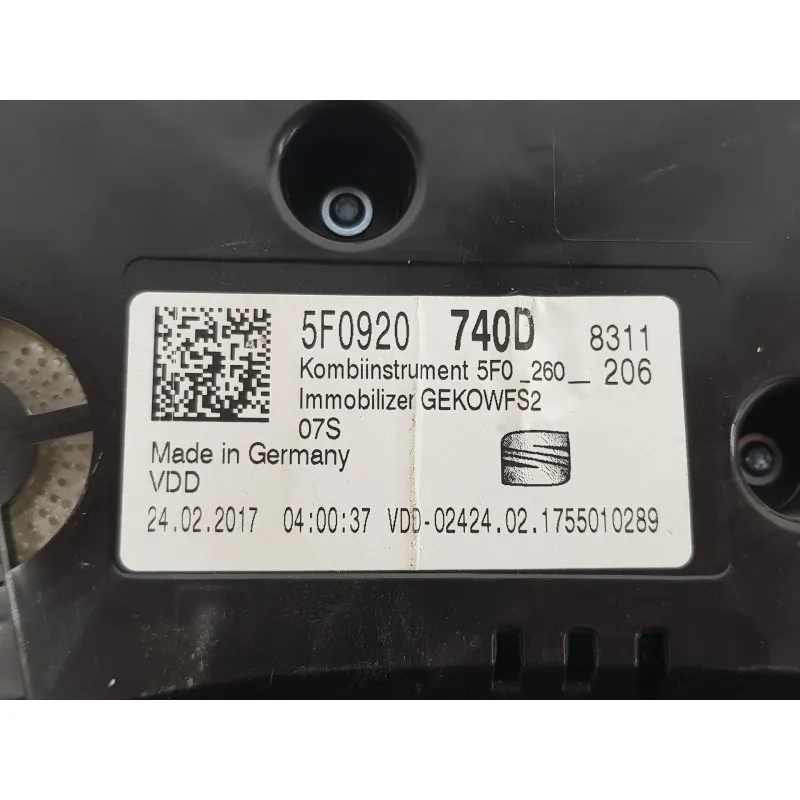 5F0920 740D 8311
Kombiinstrument 5F0 _260__ 206
Immobilizer GEKOWFS2
07S
Made in Germany
VDD
24.02.2017 04:00:37 VDD-02424.02.1755010289